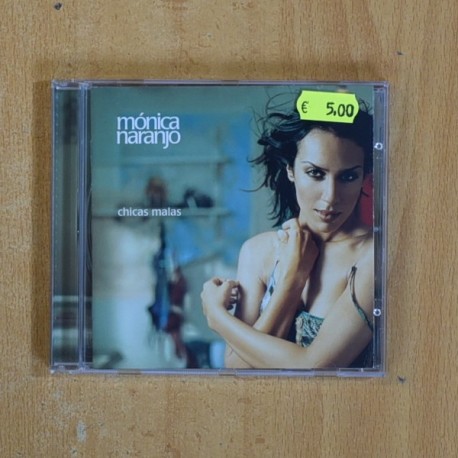 mónica
naranjo
€ 5,00
chicas malas